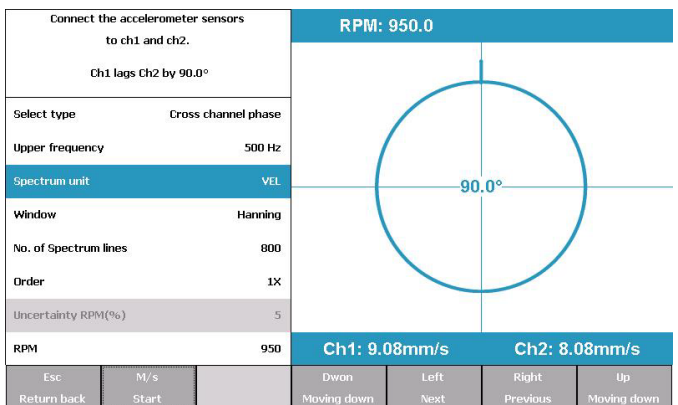 Connect the accelerometer sensors
to ch1 and ch2.
Ch1 lags Ch2 by 90.0°
Select type Cross channel phase
Upper frequency 500 Hz
Spectrum unit VEL
Window Hanning
No. of Spectrum lines 800
Order 1X
Uncertainty RPM(%) 5
RPM 950
RPM: 950.0
90.0°
Ch1: 9.08mm/s Ch2: 8.08mm/s
Esc M/s Dwon Left Right Up
Return back Start Moving down Next Previous Moving down